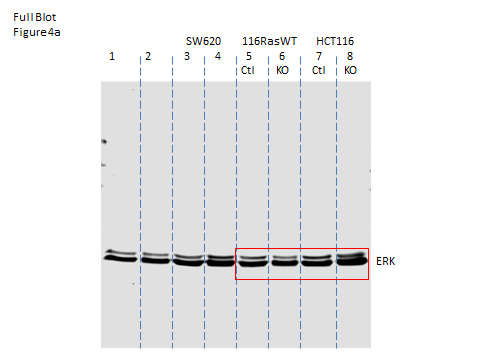 Full Blot
Figure4a
SW620 116RasWT HCT116
1 2 3 4 5 6 7 8
Ctl KO Ctl KO
ERK